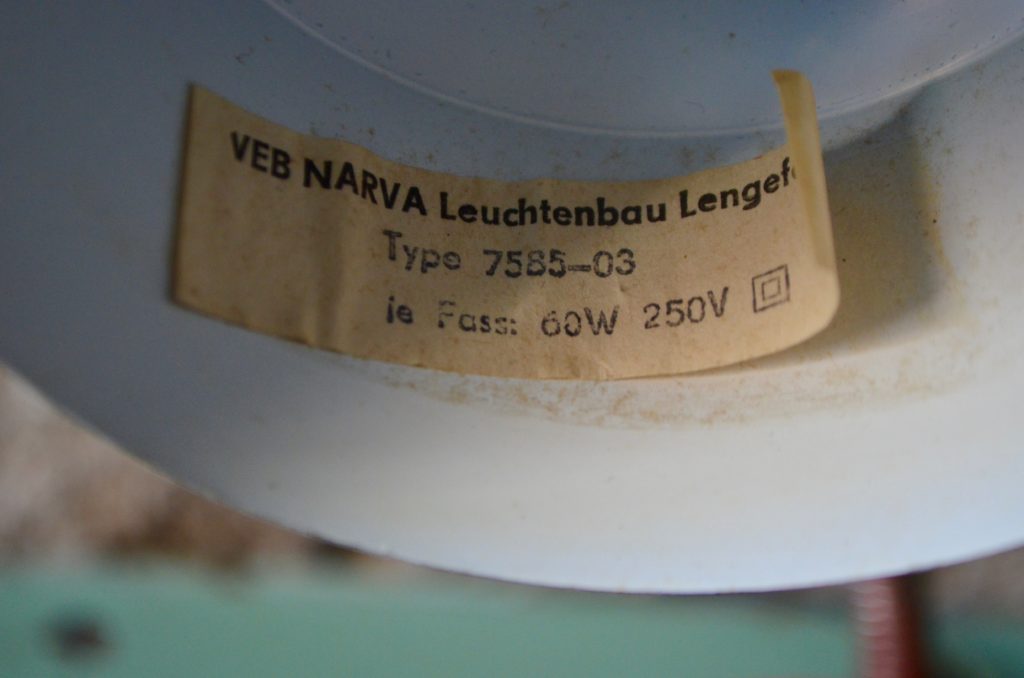 VEB NARVA Leuchtenbau Lengef
Type 7585-03
je Fass: 60W 250V